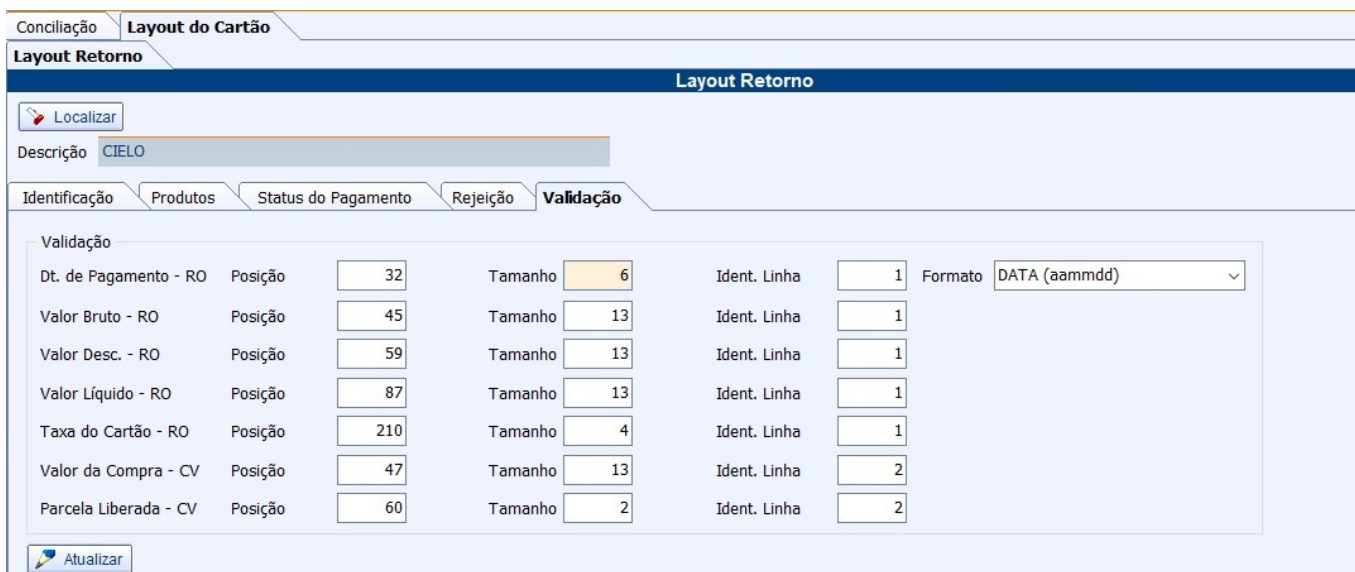 Conciliação Layout do Cartão
Layout Retorno
Layout Retorno
Localizar
Descrição CIELO
Identificação Produtos Status do Pagamento Rejeição Validação
Validação
Dt. de Pagamento - RO Posição 32 Tamanho 6 Ident. Linha 1 Formato DATA (aammdd)
Valor Bruto - RO Posição 45 Tamanho 13 Ident. Linha 1
Valor Desc. - RO Posição 59 Tamanho 13 Ident. Linha 1
Valor Líquido - RO Posição 87 Tamanho 13 Ident. Linha 1
Taxa do Cartão - RO Posição 210 Tamanho 4 Ident. Linha 1
Valor da Compra - CV Posição 47 Tamanho 13 Ident. Linha 2
Parcela Liberada - CV Posição 60 Tamanho 2 Ident. Linha 2
Atualizar